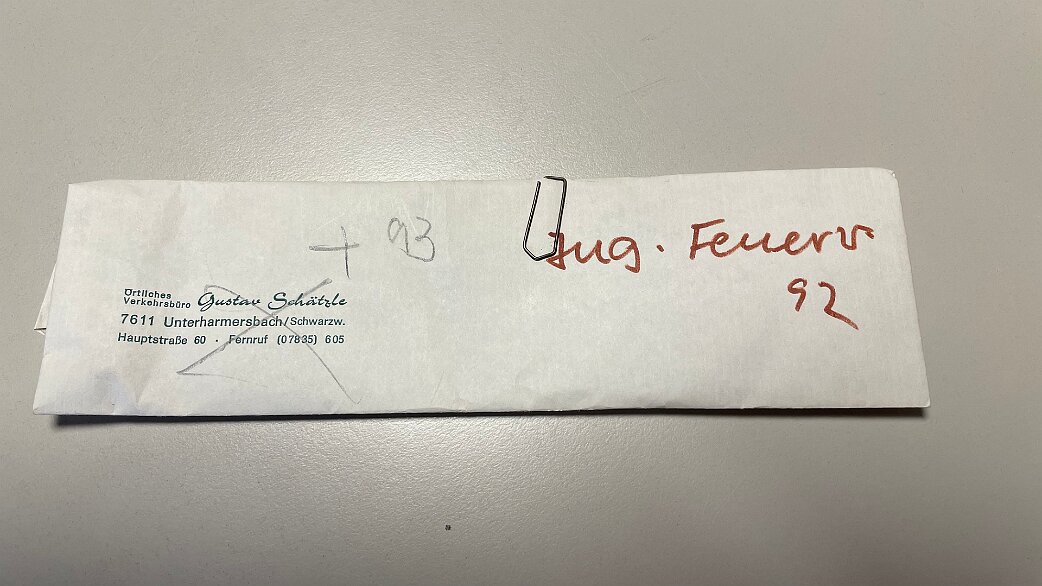 + 93
Jug. Feuerw.
92
Örtliches
Verkehrsbüro Gustav Schätzle
7611 Unterharmersbach/Schwarzw.
Hauptstraße 60 · Fernruf (07835) 605